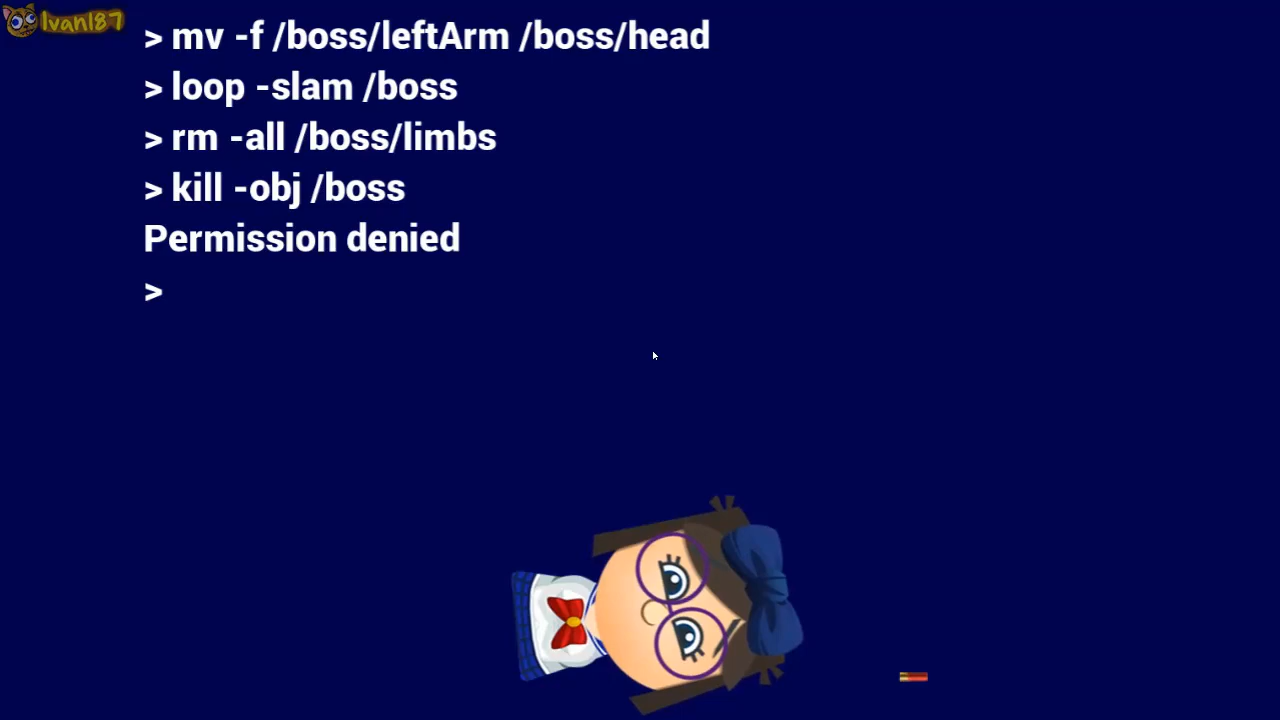 Ivan187
> mv -f /boss/leftArm /boss/head
> loop -slam /boss
> rm -all /boss/limbs
> kill -obj /boss
Permission denied
>